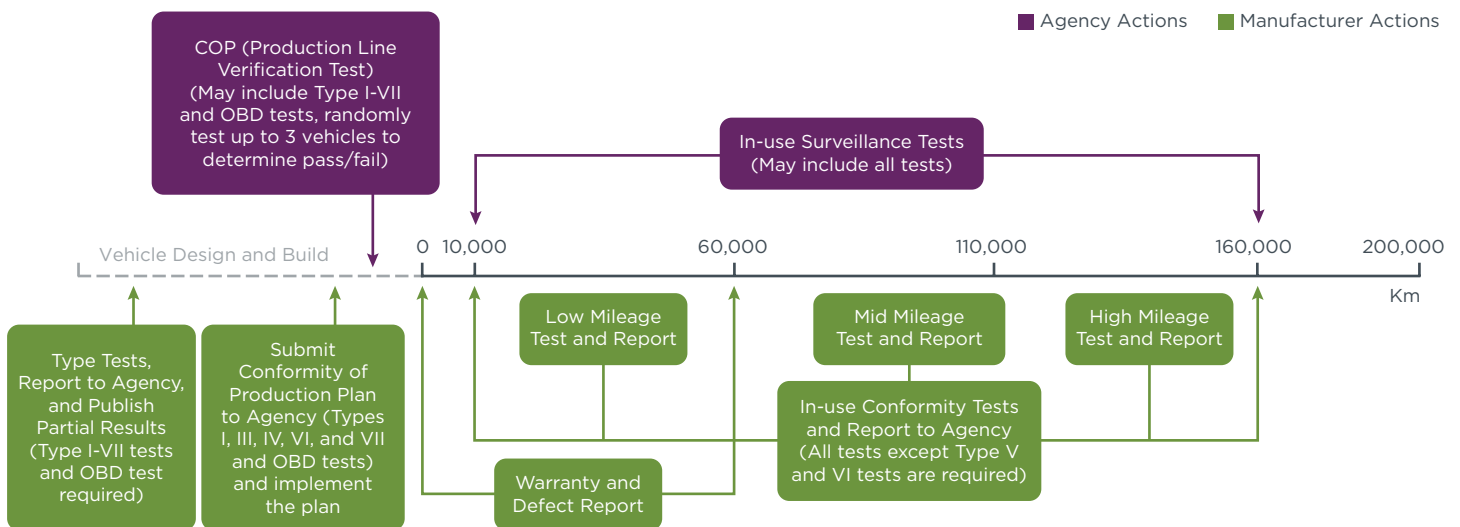 Agency Actions
Manufacturer Actions
COP (Production Line
Verification Test)
(May include Type I-VII
and OBD tests, randomly
test up to 3 vehicles to
determine pass/fail)
In-use Surveillance Tests
(May include all tests)
Vehicle Design and Build
0
10,000
60,000
110,000
160,000
200,000
Km
Low Mileage
Test and Report
Mid Mileage
Test and Report
High Mileage
Test and Report
Type Tests,
Report to Agency,
and Publish
Partial Results
(Type I-VII tests
and OBD test
required)
Submit
Conformity of
Production Plan
to Agency (Types
I, III, IV, VI, and VII
and OBD tests)
and implement
the plan
In-use Conformity Tests
and Report to Agency
(All tests except Type V
and VI tests are required)
Warranty and
Defect Report